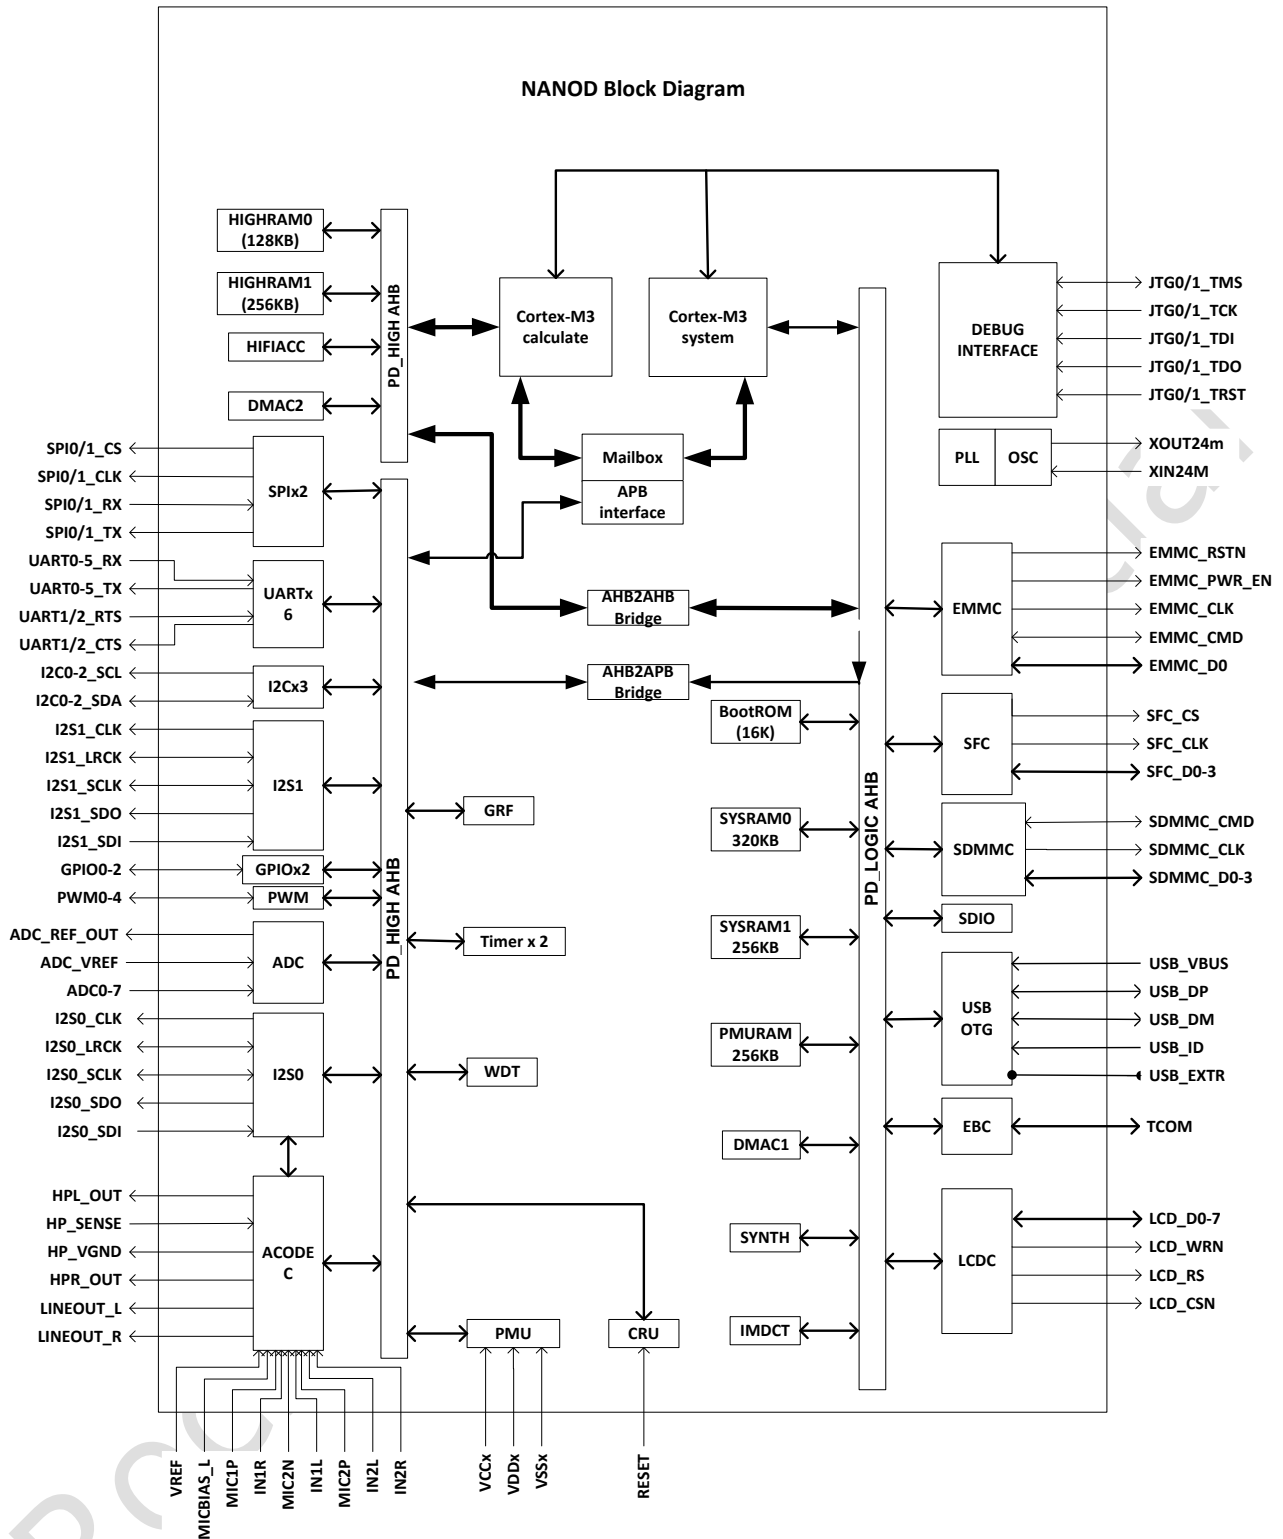 NANOD Block Diagram
HIGHRAM0
(128KB)
HIGHRAM1
(256KB)
HIFIACC
DMAC2
PD_HIGH AHB
Cortex-M3
calculate
Cortex-M3
system
DEBUG
INTERFACE
JTG0/1_TMS
JTG0/1_TCK
JTG0/1_TDI
JTG0/1_TDO
JTG0/1_TRST
PLL
OSC
XOUT24m
XIN24M
Mailbox
APB
interface
SPI0/1_CS
SPI0/1_CLK
SPI0/1_RX
SPI0/1_TX
SPIx2
UART0-5_RX
UART0-5_TX
UART1/2_RTS
UART1/2_CTS
UARTx
6
I2C0-2_SCL
I2C0-2_SDA
I2Cx3
I2S1_CLK
I2S1_LRCK
I2S1_SCLK
I2S1_SDO
I2S1_SDI
I2S1
GPIO0-2
GPIOx2
PWM0-4
PWM
ADC_REF_OUT
ADC_VREF
ADC0-7
ADC
I2S0_CLK
I2S0_LRCK
I2S0_SCLK
I2S0_SDO
I2S0_SDI
I2S0
HPL_OUT
HP_SENSE
HP_VGND
HPR_OUT
LINEOUT_L
LINEOUT_R
ACODE
C
PD_HIGH AHB
AHB2AHB
Bridge
AHB2APB
Bridge
GRF
Timer x 2
WDT
PMU
CRU
BootROM
(16K)
SYSRAM0
320KB
SYSRAM1
256KB
PMURAM
256KB
DMAC1
SYNTH
IMDCT
PD_LOGIC AHB
EMMC
EMMC_RSTN
EMMC_PWR_EN
EMMC_CLK
EMMC_CMD
EMMC_D0
SFC
SFC_CS
SFC_CLK
SFC_D0-3
SDMMC
SDMMC_CMD
SDMMC_CLK
SDMMC_D0-3
SDIO
USB
OTG
USB_VBUS
USB_DP
USB_DM
USB_ID
USB_EXTR
EBC
TCOM
LCDC
LCD_D0-7
LCD_WRN
LCD_RS
LCD_CSN
VREF
MICBIAS_L
MIC1P
IN1R
MIC2N
IN1L
MIC2P
IN2L
IN2R
VCCx
VDDx
VSSx
RESET